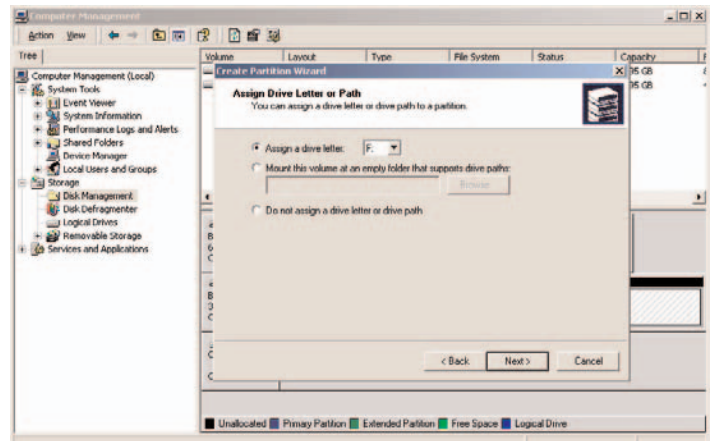 Computer Management
Action View
Tree
Volume Layout Type File System Status Capacity
Computer Management (Local)
System Tools
Event Viewer
System Information
Performance Logs and Alerts
Shared Folders
Device Manager
Local Users and Groups
Storage
Disk Management
Disk Defragmenter
Logical Drives
Removable Storage
Services and Applications
95 GB
95 GB
Create Partition Wizard
Assign Drive Letter or Path
You can assign a drive letter or drive path to a partition.
Assign a drive letter: F:
Mount this volume at an empty folder that supports drive paths:
Browse
Do not assign a drive letter or drive path
< Back Next > Cancel
Unallocated Primary Partition Extended Partition Free Space Logical Drive